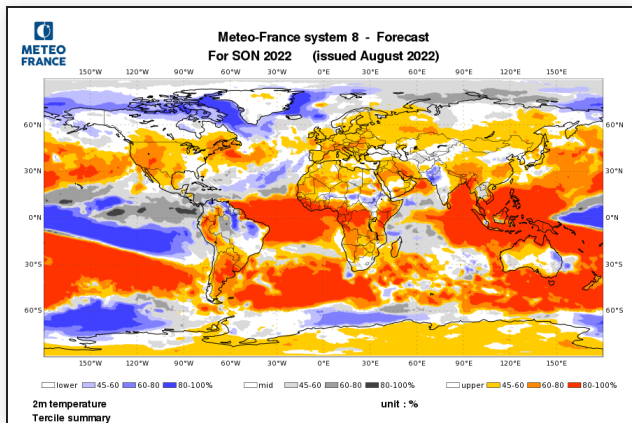 METEO
FRANCE
Meteo-France system 8 - Forecast
For SON 2022 (issued August 2022)
150°W 120°W 90°W 60°W 30°W 0°E 30°E 60°E 90°E 120°E 150°E
60°N 60°N
30°N 30°N
0°N 0°N
30°S 30°S
60°S 60°S
150°W 120°W 90°W 60°W 30°W 0°E 30°E 60°E 90°E 120°E 150°E
lower 45-60 60-80 80-100% mid 45-60 60-80 80-100% upper 45-60 60-80 80-100%
2m temperature unit : %
Tercile summary